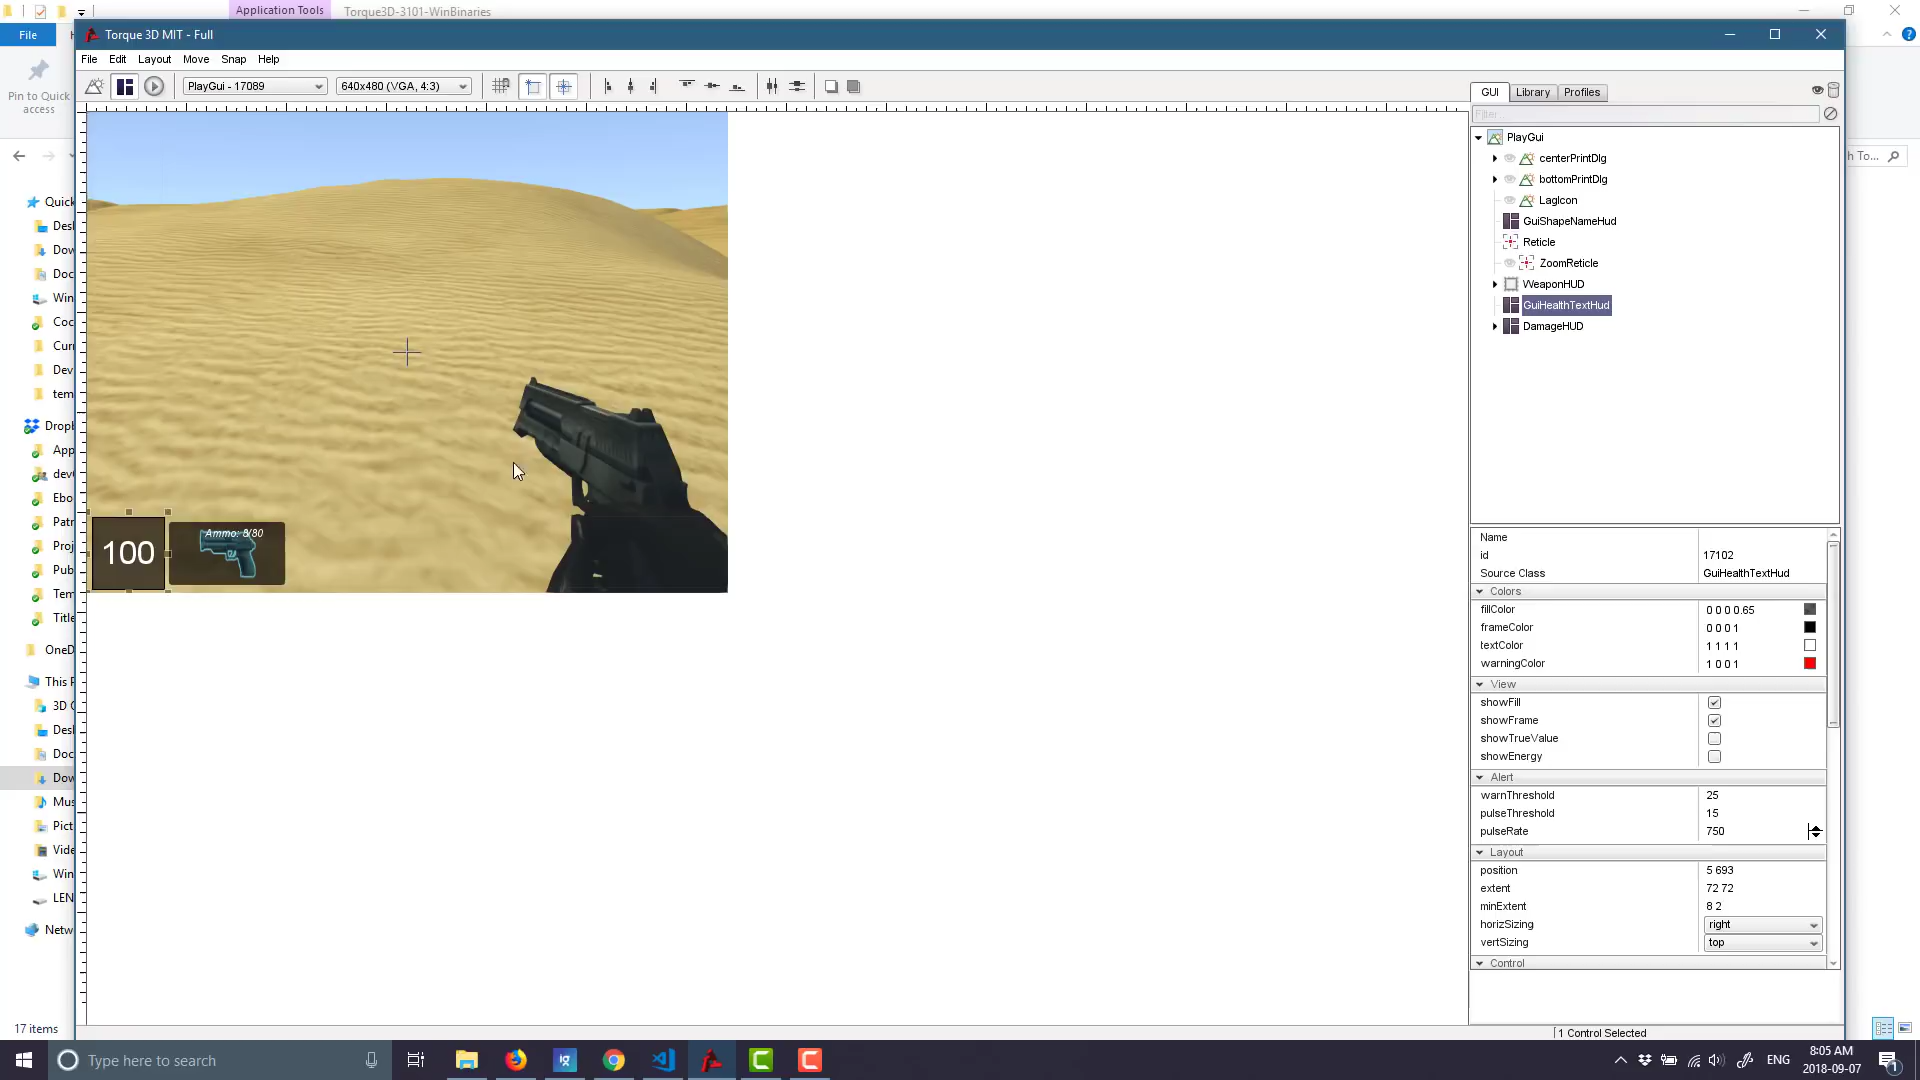 Application Tools
Torque3D-3101-WinBinaries
File
Pin to Quick
access
Torque 3D MIT - Full
File Edit Layout Move Snap Help
PlayGui - 17089
640x480 (VGA, 4:3)
GUI Library Profiles
Filter...
PlayGui
centerPrintDlg
bottomPrintDlg
LagIcon
GuiShapeNameHud
Reticle
ZoomReticle
WeaponHUD
GuiHealthTextHud
DamageHUD
100
Ammo: 8/80
Name
id 17102
Source Class GuiHealthTextHud
Colors
fillColor 0 0 0 0.65
frameColor 0 0 0 1
textColor 1 1 1 1
warningColor 1 0 0 1
View
showFill
showFrame
showTrueValue
showEnergy
Alert
warnThreshold 25
pulseThreshold 15
pulseRate 750
Layout
position 5 693
extent 72 72
minExtent 8 2
horizSizing right
vertSizing top
Control
1 Control Selected
h To...
Quick
Desl
Dow
Doc
Win
Coc
Curr
Dev
tem
Dropb
App
dev
Ebo
Patr
Proj
Pub
Tem
Title
OneD
This P
3D C
Desl
Doc
Dow
Mus
Pict
Vide
Win
LEN
Netw
17 items
Type here to search
ENG
8:05 AM
2018-09-07
1